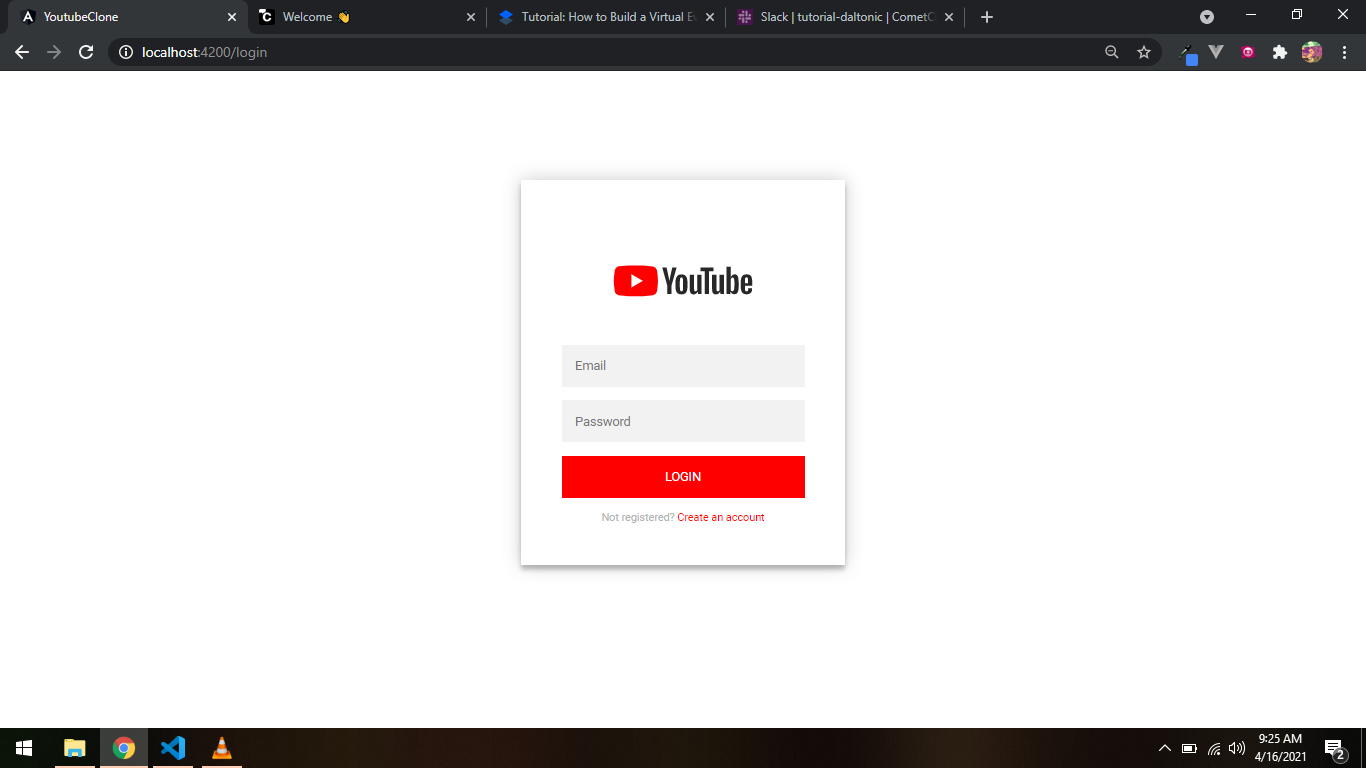 YoutubeClone
Welcome 👋
Tutorial: How to Build a Virtual Ev
Slack | tutorial-daltonic | CometC
localhost:4200/login
YouTube
Email
Password
LOGIN
Not registered? Create an account
9:25 AM
4/16/2021
2